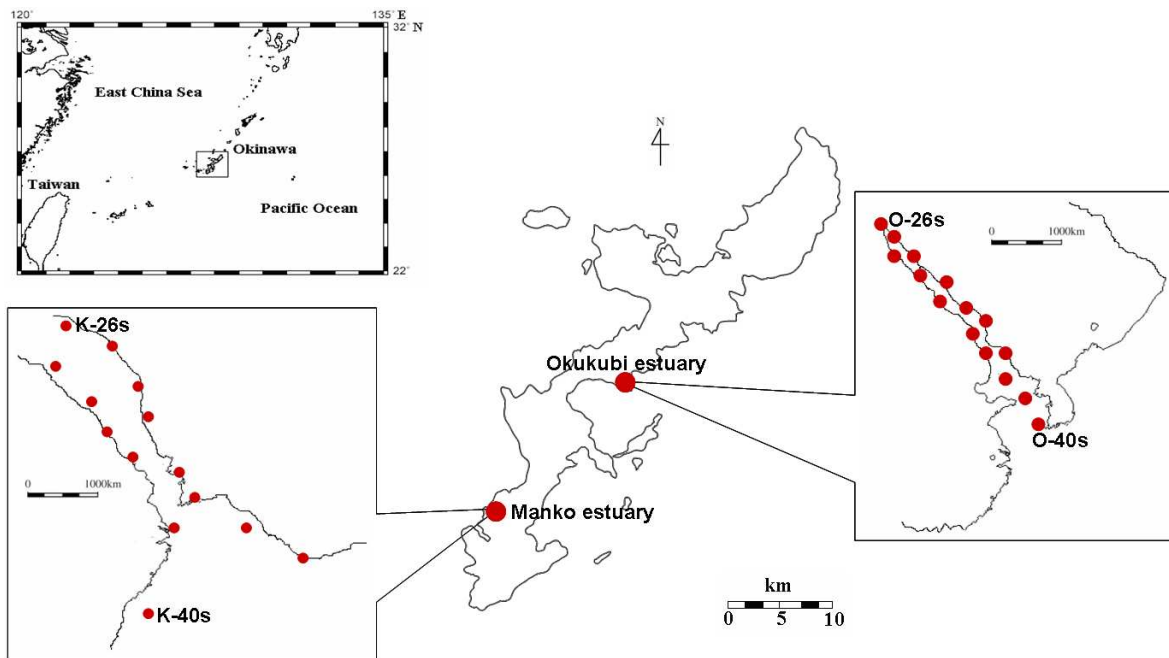 120°
135° E
32° N
East China Sea
Okinawa
Taiwan
Pacific Ocean
22°
N
O-26s
0 1000km
O-40s
K-26s
0 1000km
K-40s
Okukubi estuary
Manko estuary
km
0 5 10